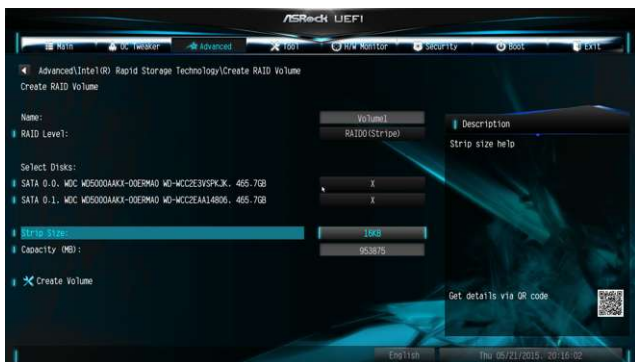 ASRock UEFI
Main OC Tweaker Advanced Tool H/W Monitor Security Boot Exit
Advanced\Intel(R) Rapid Storage Technology\Create RAID Volume
Create RAID Volume
Name: Volume1
RAID Level: RAID0(Stripe)
Select Disks:
SATA 0.0. WDC WD5000AAKX-00ERMA0 WD-WCC2E3VSPKJK. 465.7GB X
SATA 0.1. WDC WD5000AAKX-00ERMA0 WD-WCC2EAA14806. 465.7GB X
Strip Size: 16KB
Capacity (MB): 953875
Create Volume
Description
Strip size help
Get details via QR code
English Thu 05/21/2015. 20:16:02